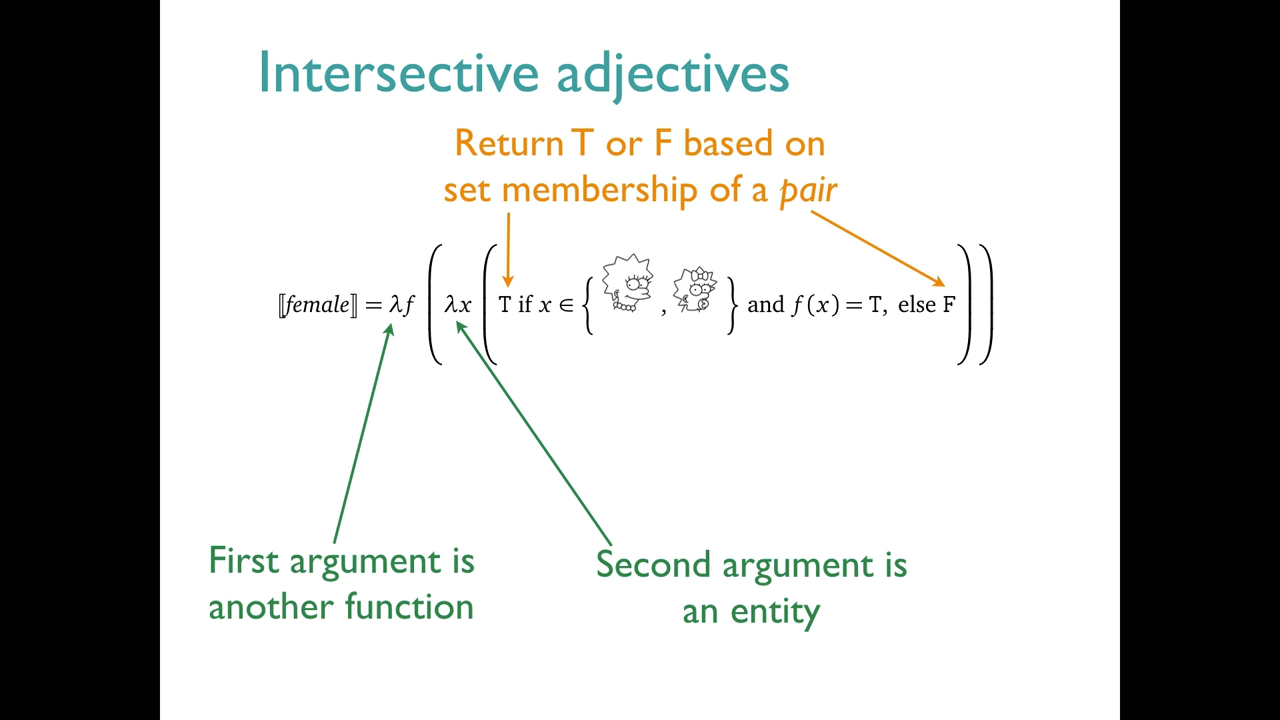 Intersective adjectives
Return T or F based on
set membership of a pair
⟦female⟧ = λf ( λx ( T if x ∈ { , } and f(x) = T, else F ) )
First argument is
another function
Second argument is
an entity